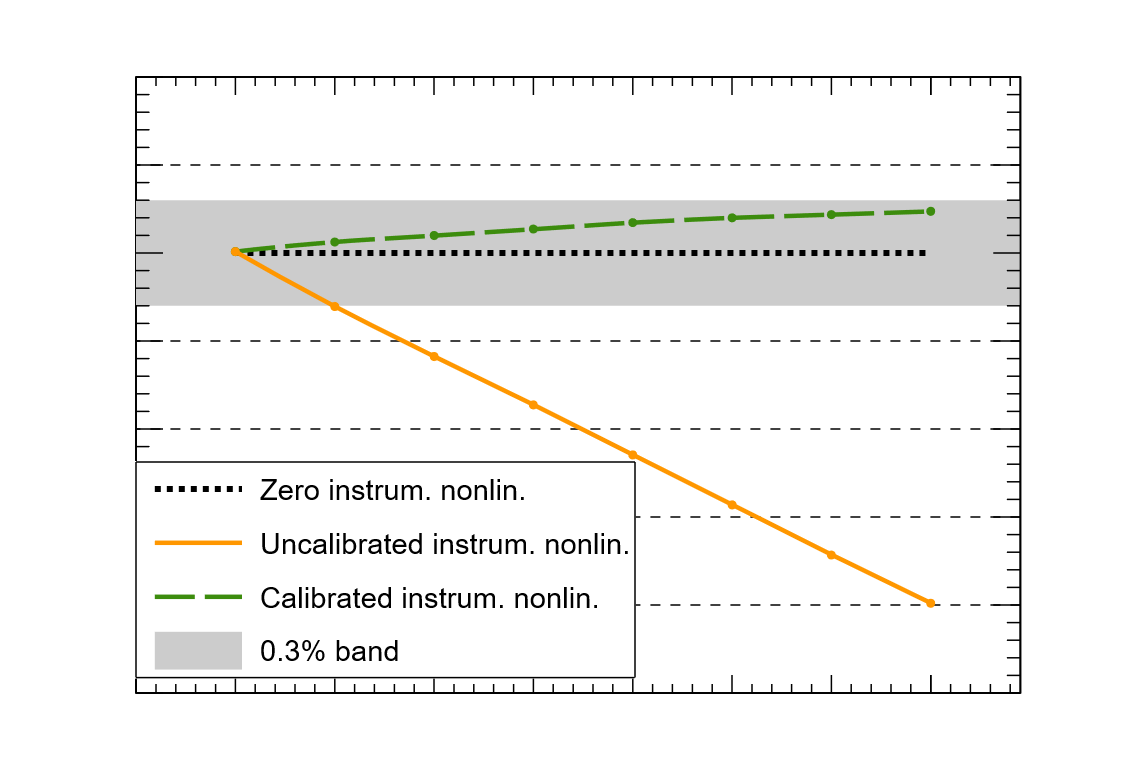 Zero instrum. nonlin.
Uncalibrated instrum. nonlin.
Calibrated instrum. nonlin.
0.3% band